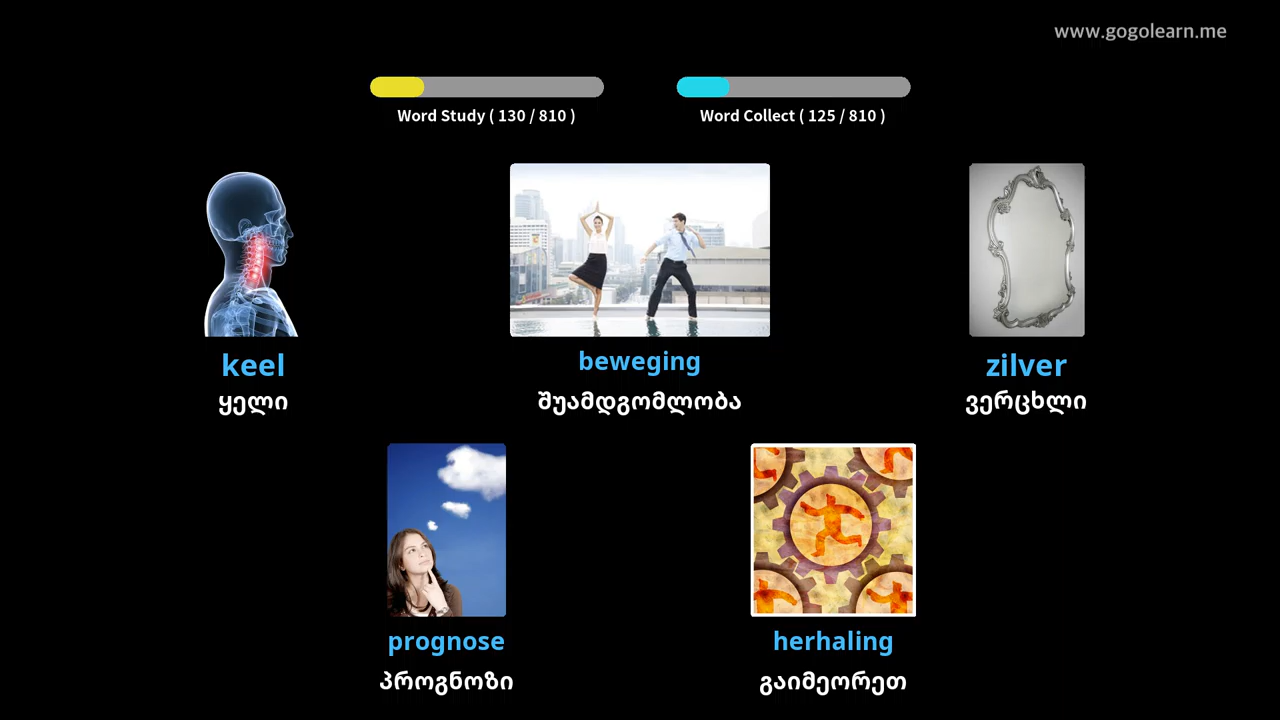 www.gogolearn.me
Word Study ( 130 / 810 )
Word Collect ( 125 / 810 )
keel
ყელი
beweging
შუამდგომლობა
zilver
ვერცხლი
prognose
პროგნოზი
herhaling
გაიმეორეთ